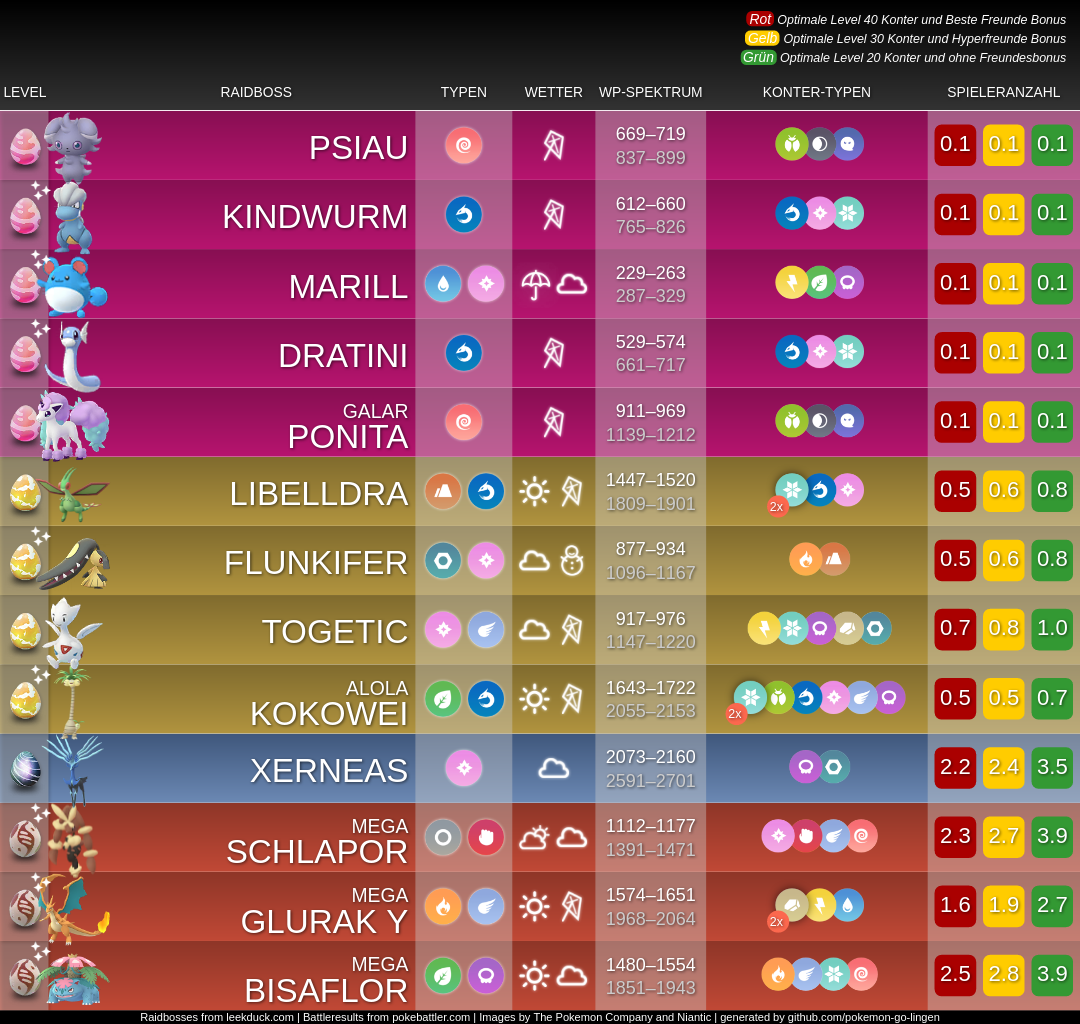 Rot Optimale Level 40 Konter und Beste Freunde Bonus
Gelb Optimale Level 30 Konter und Hyperfreunde Bonus
Grün Optimale Level 20 Konter und ohne Freundesbonus
LEVEL RAIDBOSS TYPEN WETTER WP-SPEKTRUM KONTER-TYPEN SPIELERANZAHL
PSIAU 669–719 0.1 0.1 0.1
837–899
KINDWURM 612–660 0.1 0.1 0.1
765–826
MARILL 229–263 0.1 0.1 0.1
287–329
DRATINI 529–574 0.1 0.1 0.1
661–717
GALAR 911–969
PONITA 1139–1212 0.1 0.1 0.1
LIBELLDRA 1447–1520 0.5 0.6 0.8
1809–1901 2x
FLUNKIFER 877–934 0.5 0.6 0.8
1096–1167
TOGETIC 917–976 0.7 0.8 1.0
1147–1220
ALOLA 1643–1722
KOKOWEI 2055–2153 2x 0.5 0.5 0.7
XERNEAS 2073–2160 2.2 2.4 3.5
2591–2701
MEGA 1112–1177
SCHLAPOR 1391–1471 2.3 2.7 3.9
MEGA 1574–1651
GLURAK Y 1968–2064 2x 1.6 1.9 2.7
MEGA 1480–1554
BISAFLOR 1851–1943 2.5 2.8 3.9
Raidbosses from leekduck.com | Battleresults from pokebattler.com | Images by The Pokemon Company and Niantic | generated by github.com/pokemon-go-lingen